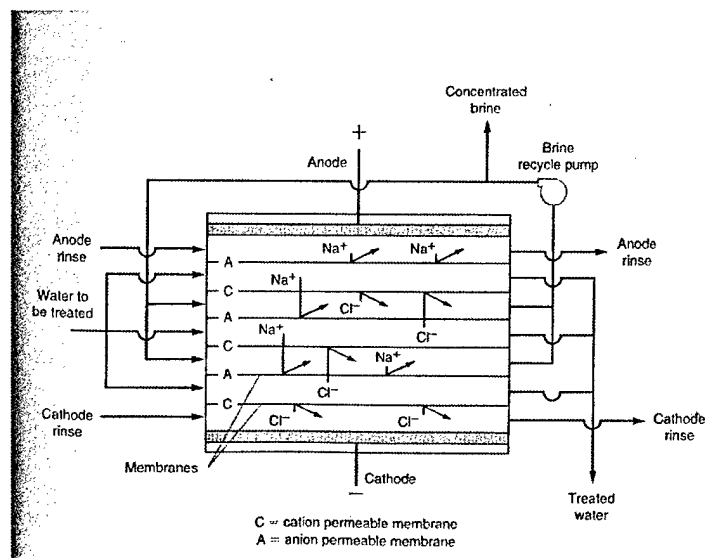 Concentrated
brine
+
Anode
Brine
recycle pump
Anode
rinse
Na+
Na+
Anode
rinse
A
Na+
C
Water to
be treated
Cl−
A
Na+
Cl−
C
Na+
A
Cl−
C
Cathode
rinse
Cl−
Cl−
Cathode
rinse
Membranes
Cathode
−
Treated
water
C = cation permeable membrane
A = anion permeable membrane